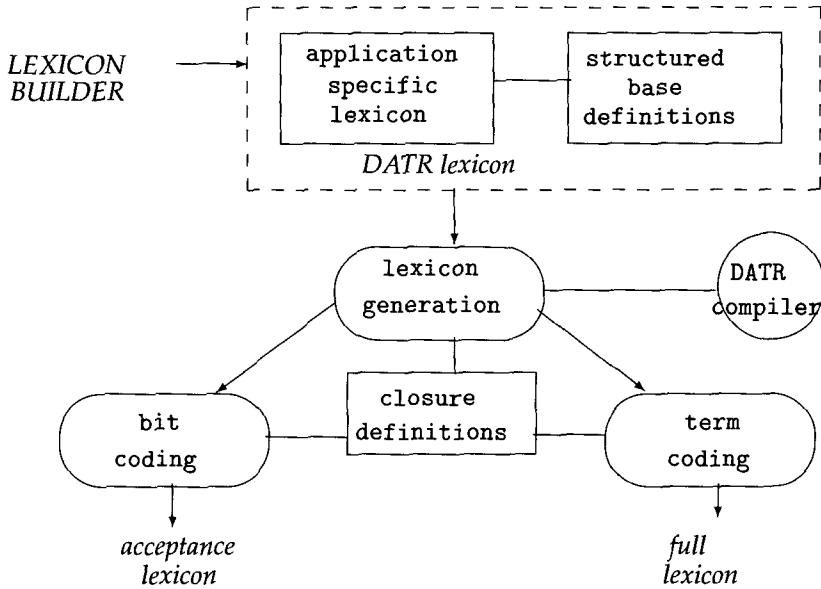 LEXICON
BUILDER
application
specific
lexicon
structured
base
definitions
DATR lexicon
lexicon
generation
DATR
compiler
closure
definitions
bit
coding
term
coding
acceptance
lexicon
full
lexicon